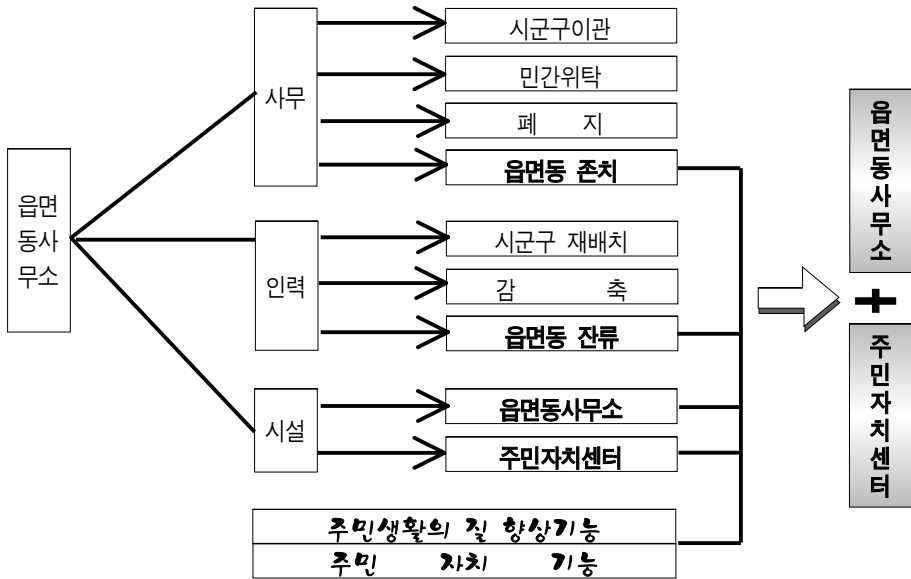 읍면
동사
무소
사무
시군구이관
민간위탁
폐 지
읍면동 존치
인력
시군구 재배치
감 축
읍면동 잔류
시설
읍면동사무소
주민자치센터
주민생활의 질 향상기능
주민 자치 기능
읍면동사무소
+
주민자치센터